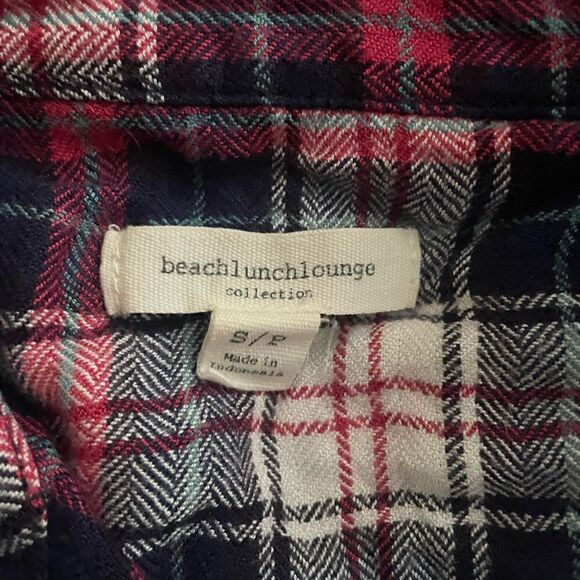 beachlunchlounge
collection
S/P
Made in
Indonesia